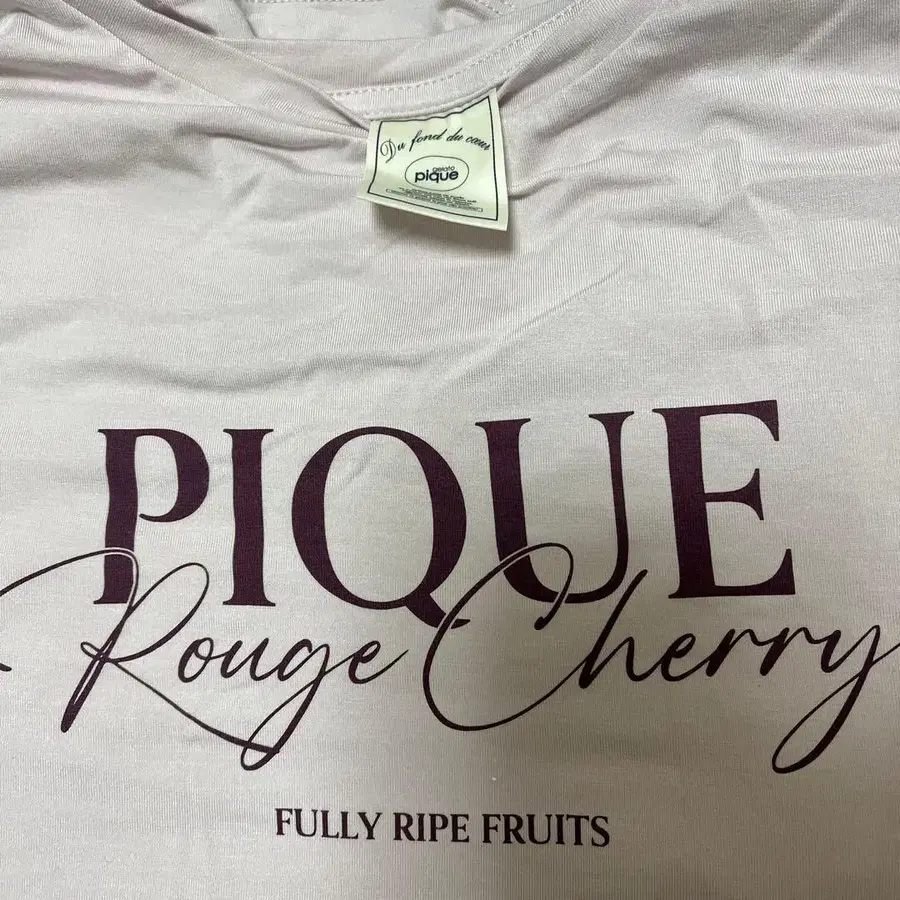 Du fond du cœur
gelato
pique
PIQUE
Rouge Cherry
FULLY RIPE FRUITS